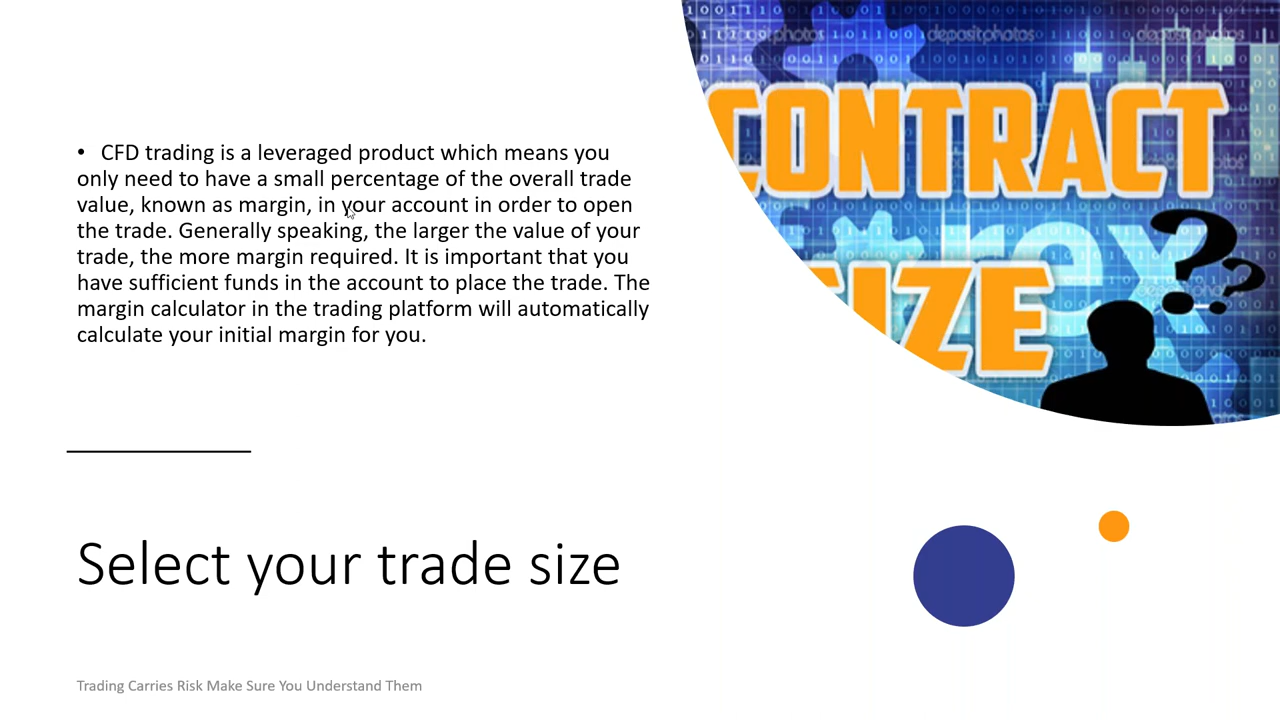 depositphotos depositphotos depositphotos
CONTRACT
• CFD trading is a leveraged product which means you
only need to have a small percentage of the overall trade
value, known as margin, in your account in order to open
the trade. Generally speaking, the larger the value of your
trade, the more margin required. It is important that you
have sufficient funds in the account to place the trade. The
margin calculator in the trading platform will automatically
calculate your initial margin for you.
rex
??
SIZE
Select your trade size
Trading Carries Risk Make Sure You Understand Them